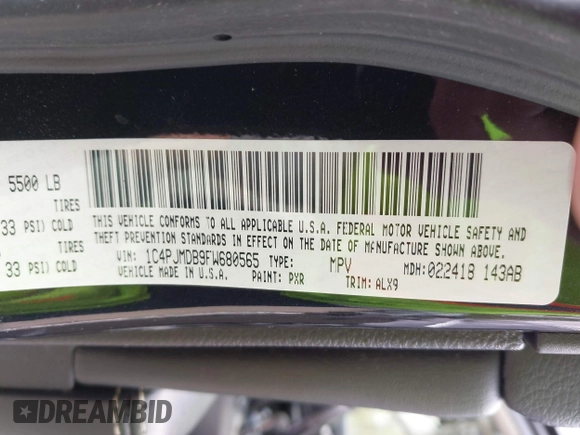 5500 LB
TIRES
33 PSI) COLD
TIRES
33 PSI) COLD
THIS VEHICLE CONFORMS TO ALL APPLICABLE U.S.A. FEDERAL MOTOR VEHICLE SAFETY AND
THEFT PREVENTION STANDARDS IN EFFECT ON THE DATE OF MANUFACTURE SHOWN ABOVE.
VIN: 1C4PJMDB9FW680565 TYPE: MPV MDH: 022418 143AB
VEHICLE MADE IN U.S.A. PAINT: PXR TRIM: ALX9
DREAMBID